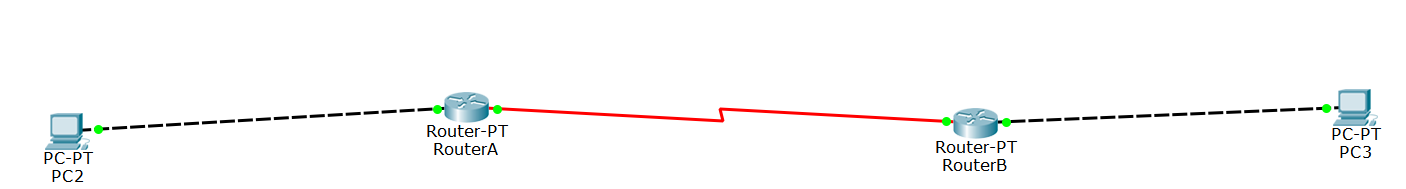 PC-PT
PC2
Router-PT
RouterA
Router-PT
RouterB
PC-PT
PC3